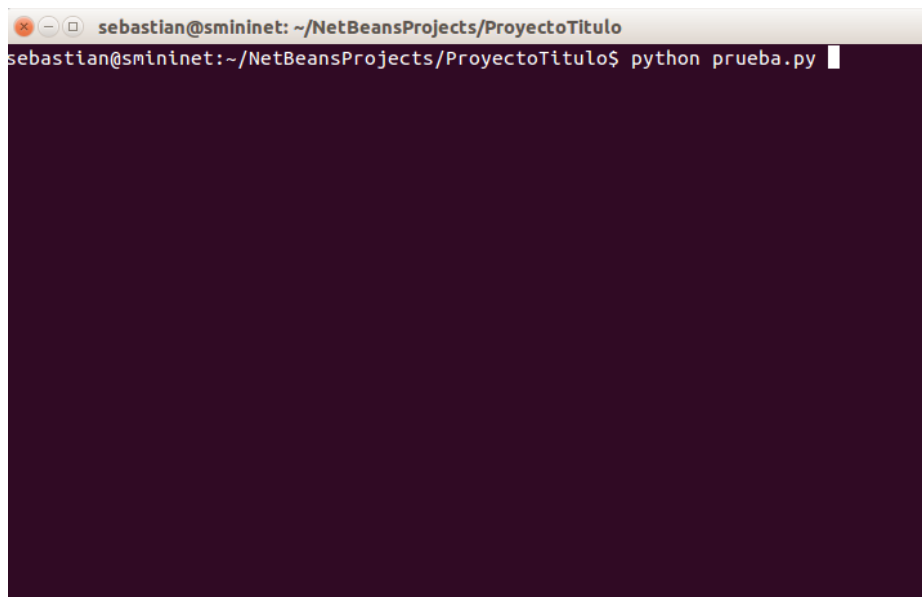 sebastian@smininet: ~/NetBeansProjects/ProyectoTitulo
sebastian@smininet:~/NetBeansProjects/ProyectoTitulo$ python prueba.py